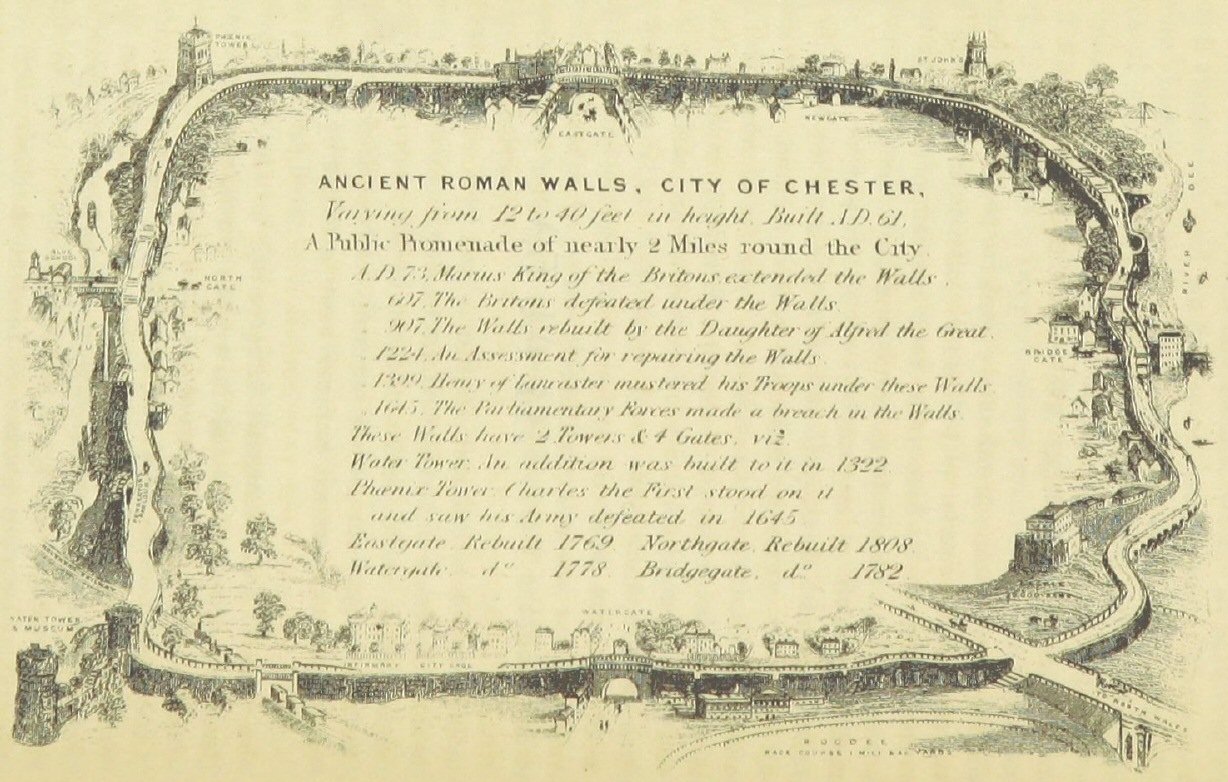 PHŒNIX
TOWER
ST JOHN'S
EASTGATE
NEWGATE
ANCIENT ROMAN WALLS, CITY OF CHESTER,
Varying from 12 to 40 feet in height. Built A.D. 61,
A Public Promenade of nearly 2 Miles round the City.
A.D. 73, Marius King of the Britons extended the Walls.
„ 607, The Britons defeated under the Walls.
„ 907, The Walls rebuilt by the Daughter of Alfred the Great.
„ 1224, An Assessment for repairing the Walls.
„ 1399, Henry of Lancaster mustered his Troops under these Walls.
„ 1645, The Parliamentary Forces made a breach in the Walls.
These Walls have 2 Towers & 4 Gates, viz.
Water Tower. An addition was built to it in 1322.
Phœnix Tower. Charles the First stood on it
and saw his Army defeated in 1645
Eastgate. Rebuilt 1769 Northgate. Rebuilt 1808
Watergate. do 1778. Bridgegate. do 1782
RIVER DEE
BLUE
SCHOOL
NORTH
GATE
BRIDGE
GATE
WATER TOWER
& MUSEUM
WATERGATE
INFIRMARY CITY GAOL
NORTH WALES
ROODEE
RACE COURSE 1 MILE YARDS